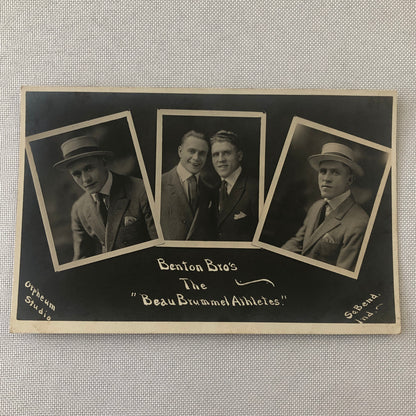 Benton Bro's
The
"Beau Brummel Athletes."
Orpheum
Studio
So Bend.
Ind -